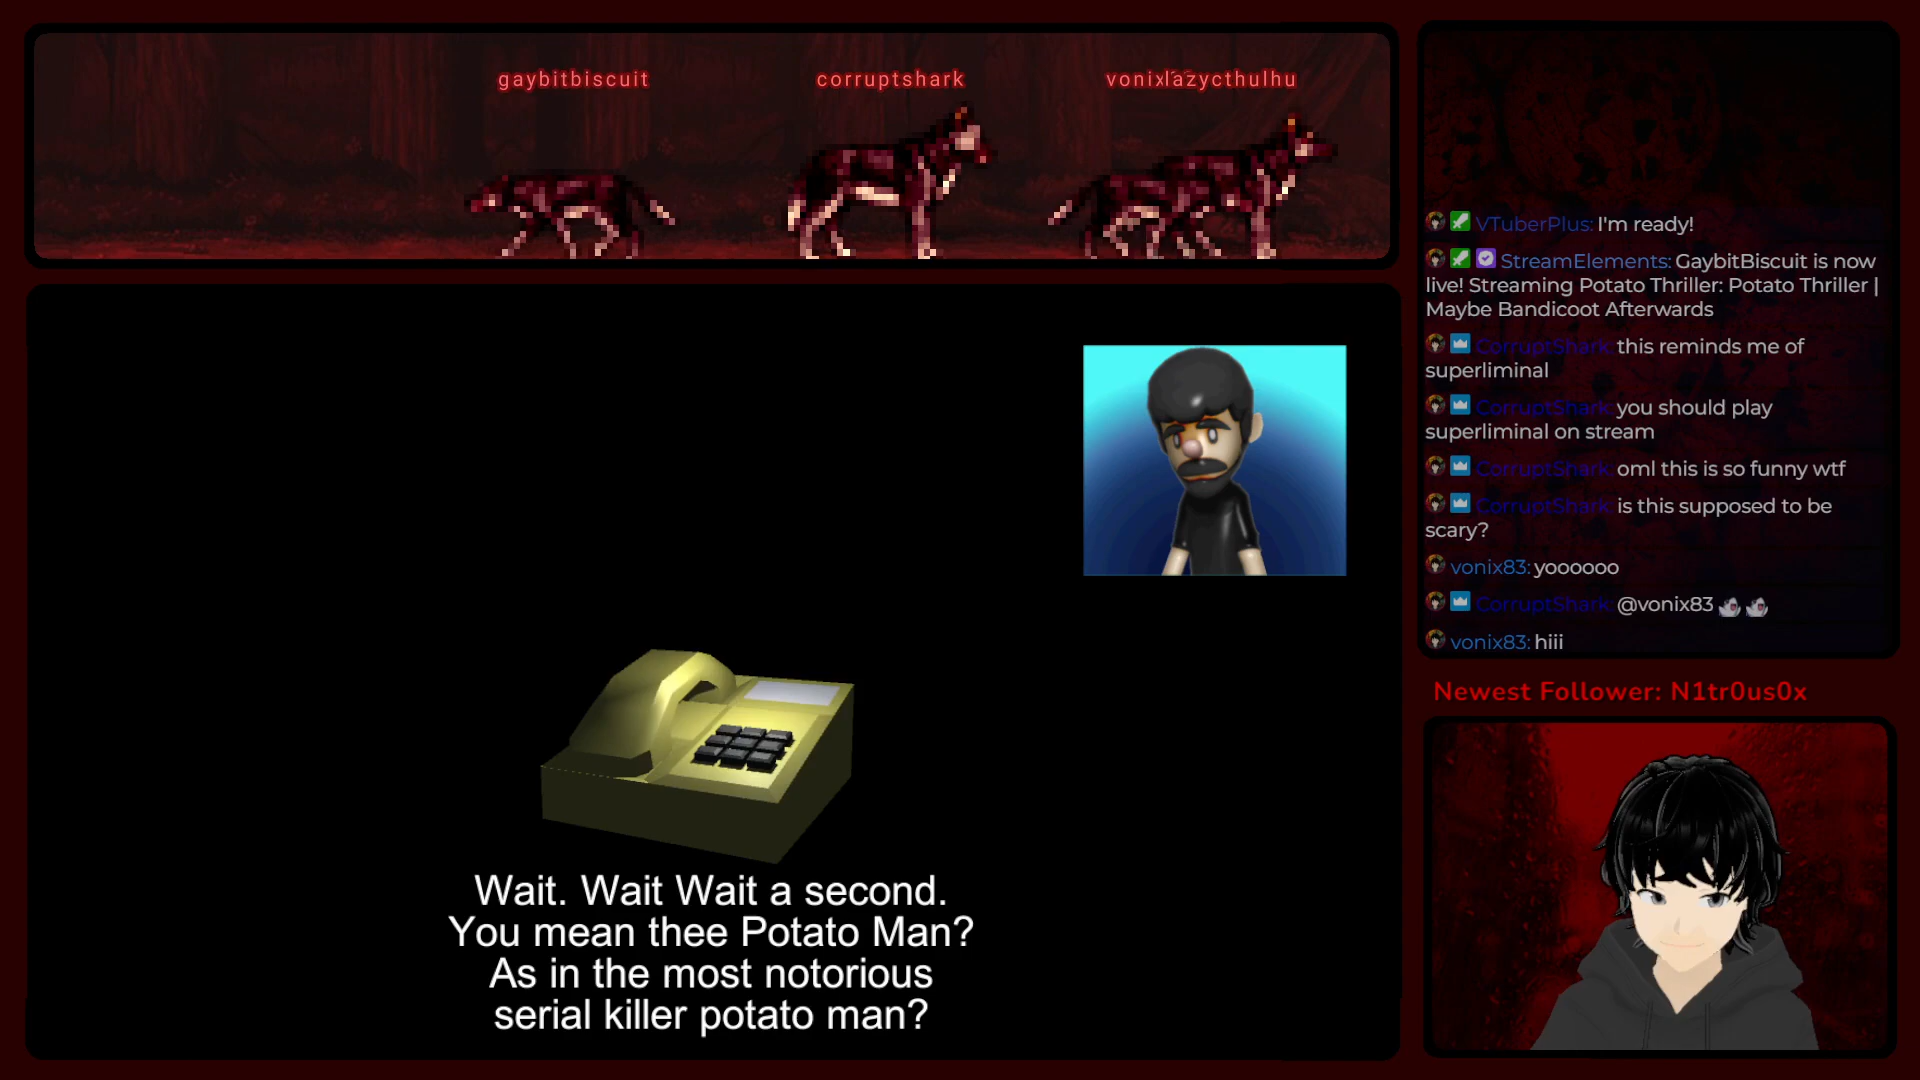 gaybitbiscuit
corruptshark
vonixlazycthulhu
VTuberPlus: I'm ready!
StreamElements: GaybitBiscuit is now
live! Streaming Potato Thriller: Potato Thriller |
Maybe Bandicoot Afterwards
CorruptShark: this reminds me of
superliminal
CorruptShark: you should play
superliminal on stream
CorruptShark: oml this is so funny wtf
CorruptShark: is this supposed to be
scary?
vonix83: yoooooo
CorruptShark: @vonix83
vonix83: hiii
Newest Follower: N1tr0us0x
Wait. Wait Wait a second.
You mean thee Potato Man?
As in the most notorious
serial killer potato man?